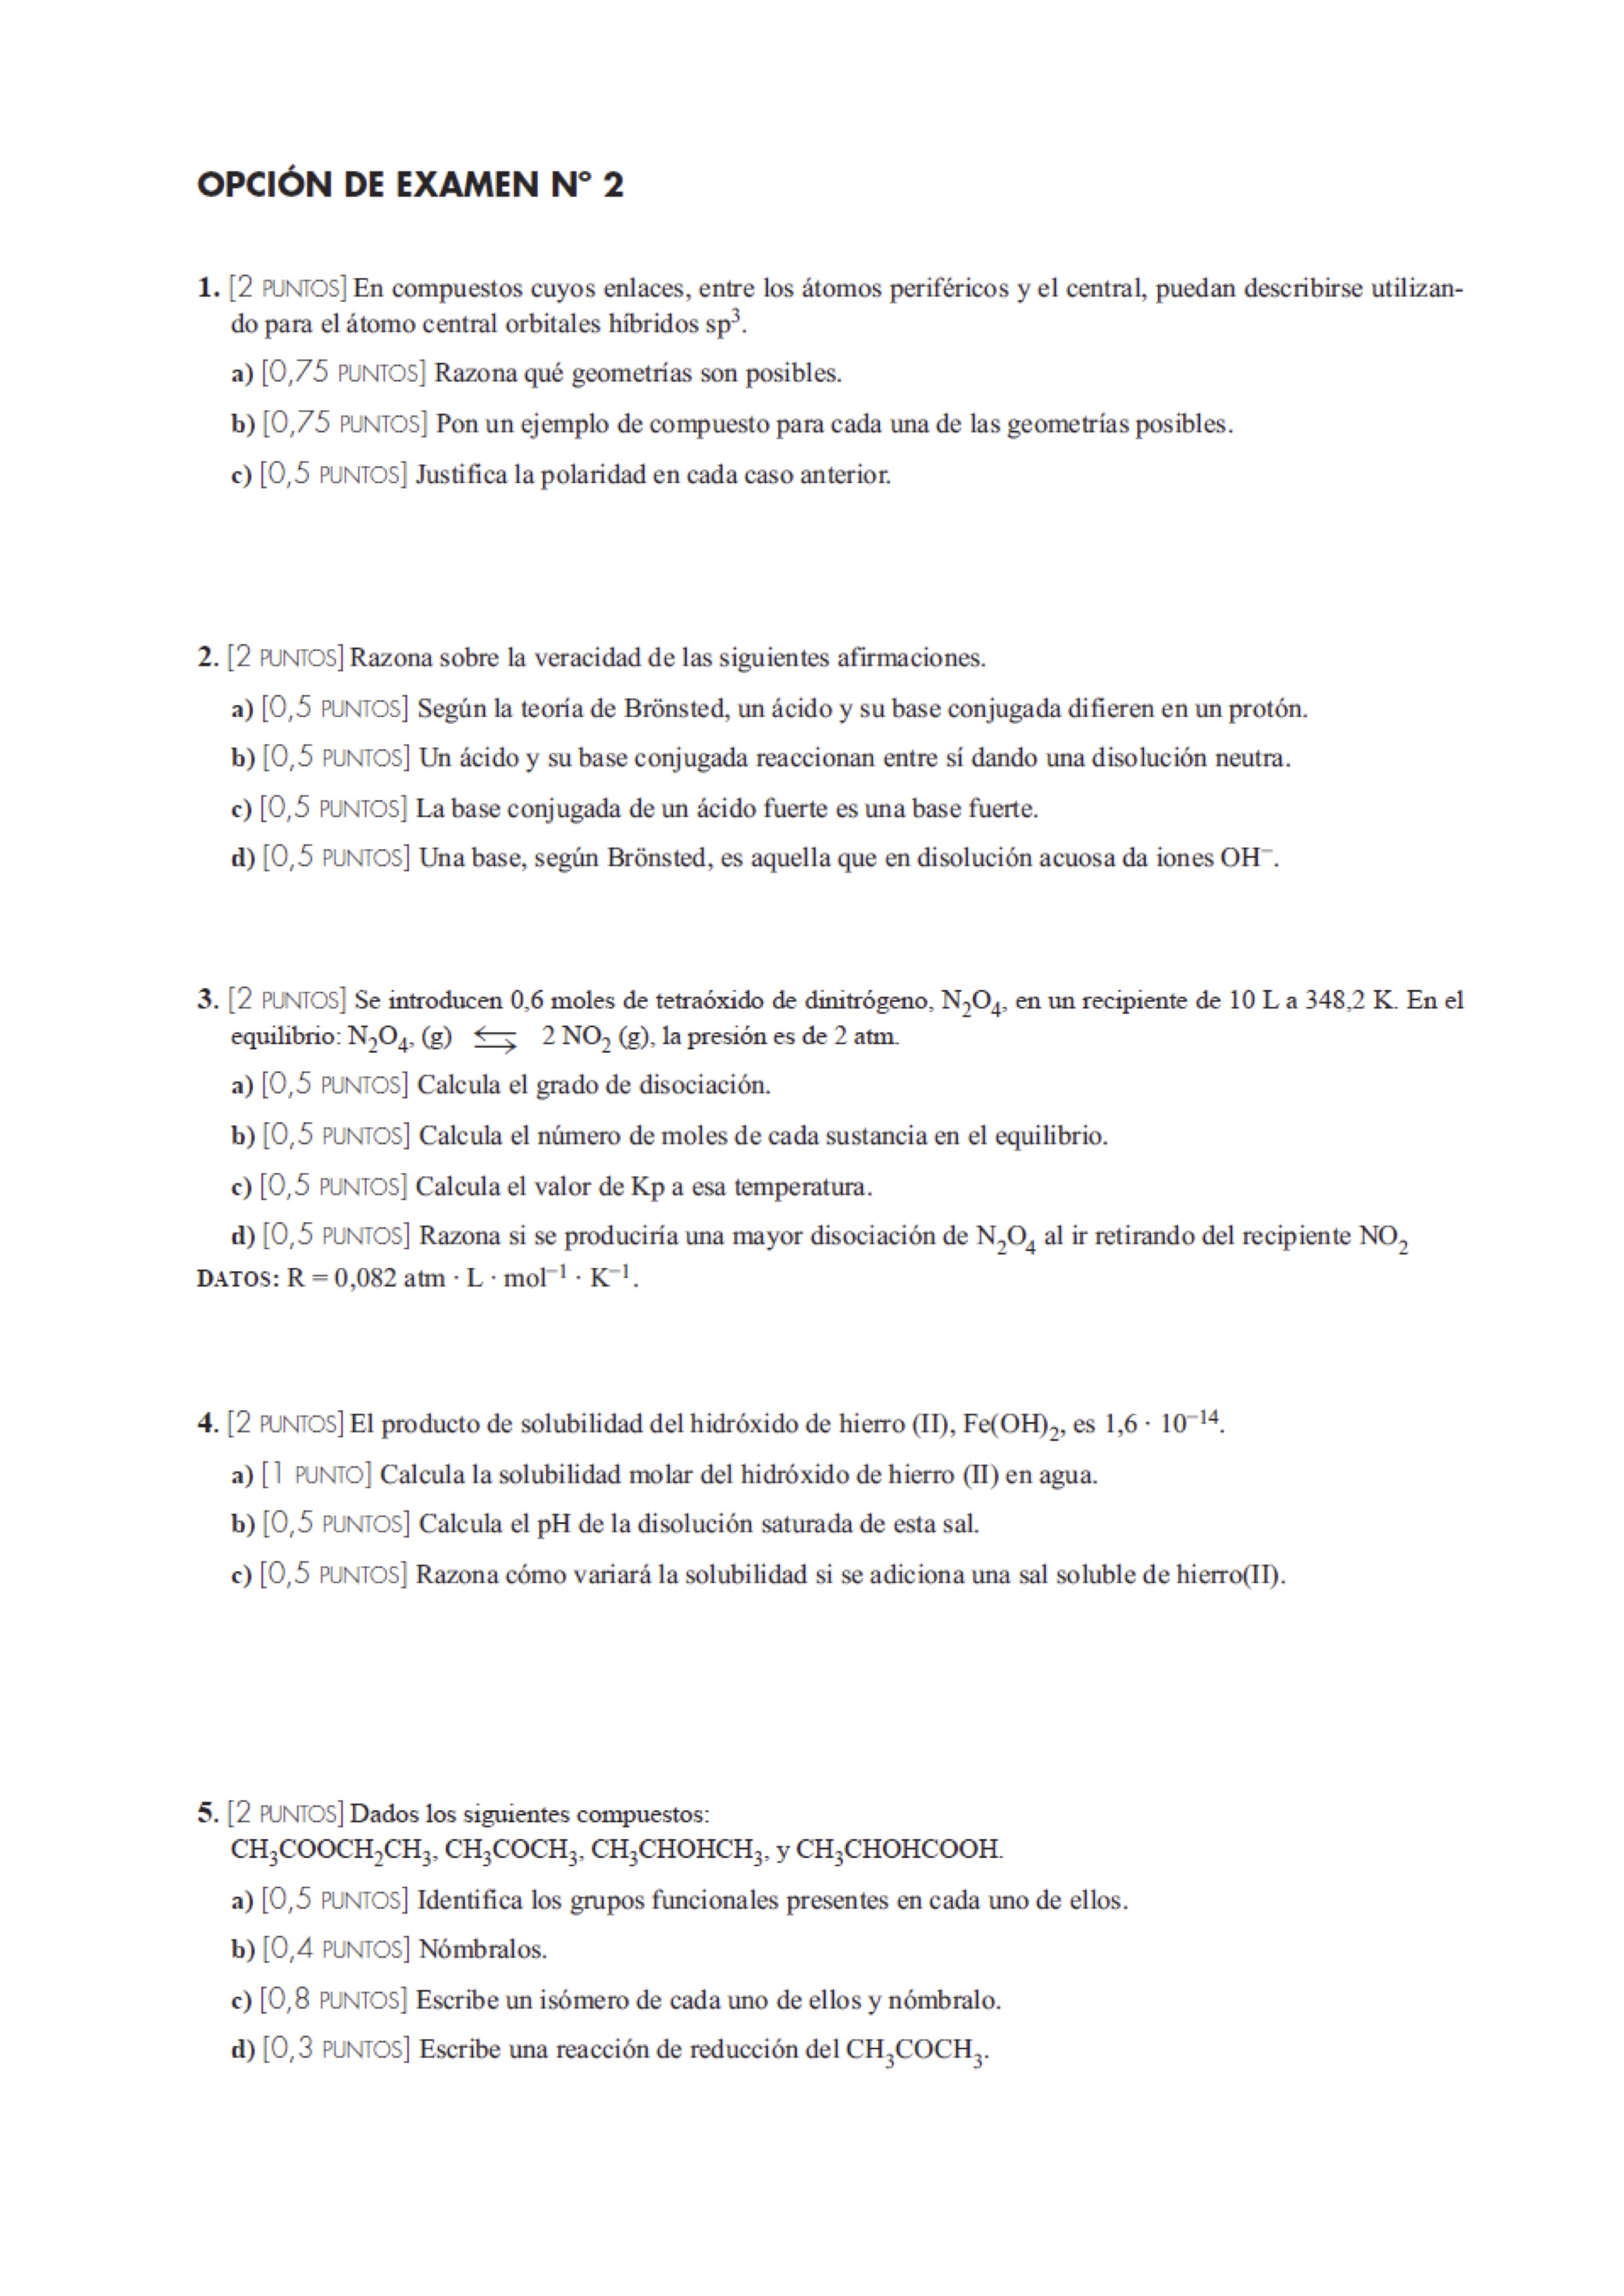 OPCIÓN DE EXAMEN Nº 2
1. [2 PUNTOS] En compuestos cuyos enlaces, entre los átomos periféricos y el central, puedan describirse utilizan-
do para el átomo central orbitales híbridos sp³.
a) [0,75 PUNTOS] Razona qué geometrías son posibles.
b) [0,75 PUNTOS] Pon un ejemplo de compuesto para cada una de las geometrías posibles.
c) [0,5 PUNTOS] Justifica la polaridad en cada caso anterior.
2. [2 PUNTOS] Razona sobre la veracidad de las siguientes afirmaciones.
a) [0,5 PUNTOS] Según la teoría de Brönsted, un ácido y su base conjugada difieren en un protón.
b) [0,5 PUNTOS] Un ácido y su base conjugada reaccionan entre sí dando una disolución neutra.
c) [0,5 PUNTOS] La base conjugada de un ácido fuerte es una base fuerte.
d) [0,5 PUNTOS] Una base, según Brönsted, es aquella que en disolución acuosa da iones OH⁻.
3. [2 PUNTOS] Se introducen 0,6 moles de tetraóxido de dinitrógeno, N₂O₄, en un recipiente de 10 L a 348,2 K. En el
equilibrio: N₂O₄, (g) ⇆ 2 NO₂ (g), la presión es de 2 atm.
a) [0,5 PUNTOS] Calcula el grado de disociación.
b) [0,5 PUNTOS] Calcula el número de moles de cada sustancia en el equilibrio.
c) [0,5 PUNTOS] Calcula el valor de Kp a esa temperatura.
d) [0,5 PUNTOS] Razona si se produciría una mayor disociación de N₂O₄ al ir retirando del recipiente NO₂
DATOS: R = 0,082 atm · L · mol⁻¹ · K⁻¹.
4. [2 PUNTOS] El producto de solubilidad del hidróxido de hierro (II), Fe(OH)₂, es 1,6 · 10⁻¹⁴.
a) [1 PUNTO] Calcula la solubilidad molar del hidróxido de hierro (II) en agua.
b) [0,5 PUNTOS] Calcula el pH de la disolución saturada de esta sal.
c) [0,5 PUNTOS] Razona cómo variará la solubilidad si se adiciona una sal soluble de hierro(II).
5. [2 PUNTOS] Dados los siguientes compuestos:
CH₃COOCH₂CH₃, CH₃COCH₃, CH₃CHOHCH₃, y CH₃CHOHCOOH.
a) [0,5 PUNTOS] Identifica los grupos funcionales presentes en cada uno de ellos.
b) [0,4 PUNTOS] Nómbralos.
c) [0,8 PUNTOS] Escribe un isómero de cada uno de ellos y nómbralo.
d) [0,3 PUNTOS] Escribe una reacción de reducción del CH₃COCH₃.